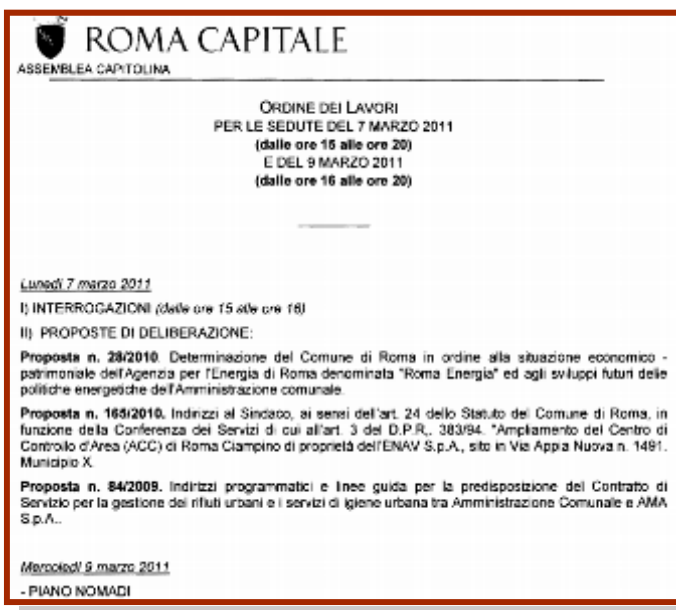 ROMA CAPITALE
ASSEMBLEA CAPITOLINA
ORDINE DEI LAVORI
PER LE SEDUTE DEL 7 MARZO 2011
(dalle ore 15 alle ore 20)
E DEL 9 MARZO 2011
(dalle ore 16 alle ore 20)
Lunedì 7 marzo 2011
I) INTERROGAZIONI (dalle ore 15 alle ore 16)
II) PROPOSTE DI DELIBERAZIONE:
Proposta n. 28/2010. Determinazione del Comune di Roma in ordine alla situazione economico -
patrimoniale dell'Agenzia per l'Energia di Roma denominata "Roma Energia" ed agli sviluppi futuri delle
politiche energetiche dell'Amministrazione comunale.
Proposta n. 165/2010. Indirizzi al Sindaco, ai sensi dell'art. 24 dello Statuto del Comune di Roma, in
funzione della Conferenza dei Servizi di cui all'art. 3 del D.P.R,. 383/94. "Ampliamento del Centro di
Controllo d'Area (ACC) di Roma Ciampino di proprietà dell'ENAV S.p.A., sito in Via Appia Nuova n. 1491.
Municipio X.
Proposta n. 84/2009. Indirizzi programmatici e linee guida per la predisposizione del Contratto di
Servizio per la gestione dei rifiuti urbani e i servizi di igiene urbana tra Amministrazione Comunale e AMA
S.p.A..
Mercoledì 9 marzo 2011
- PIANO NOMADI